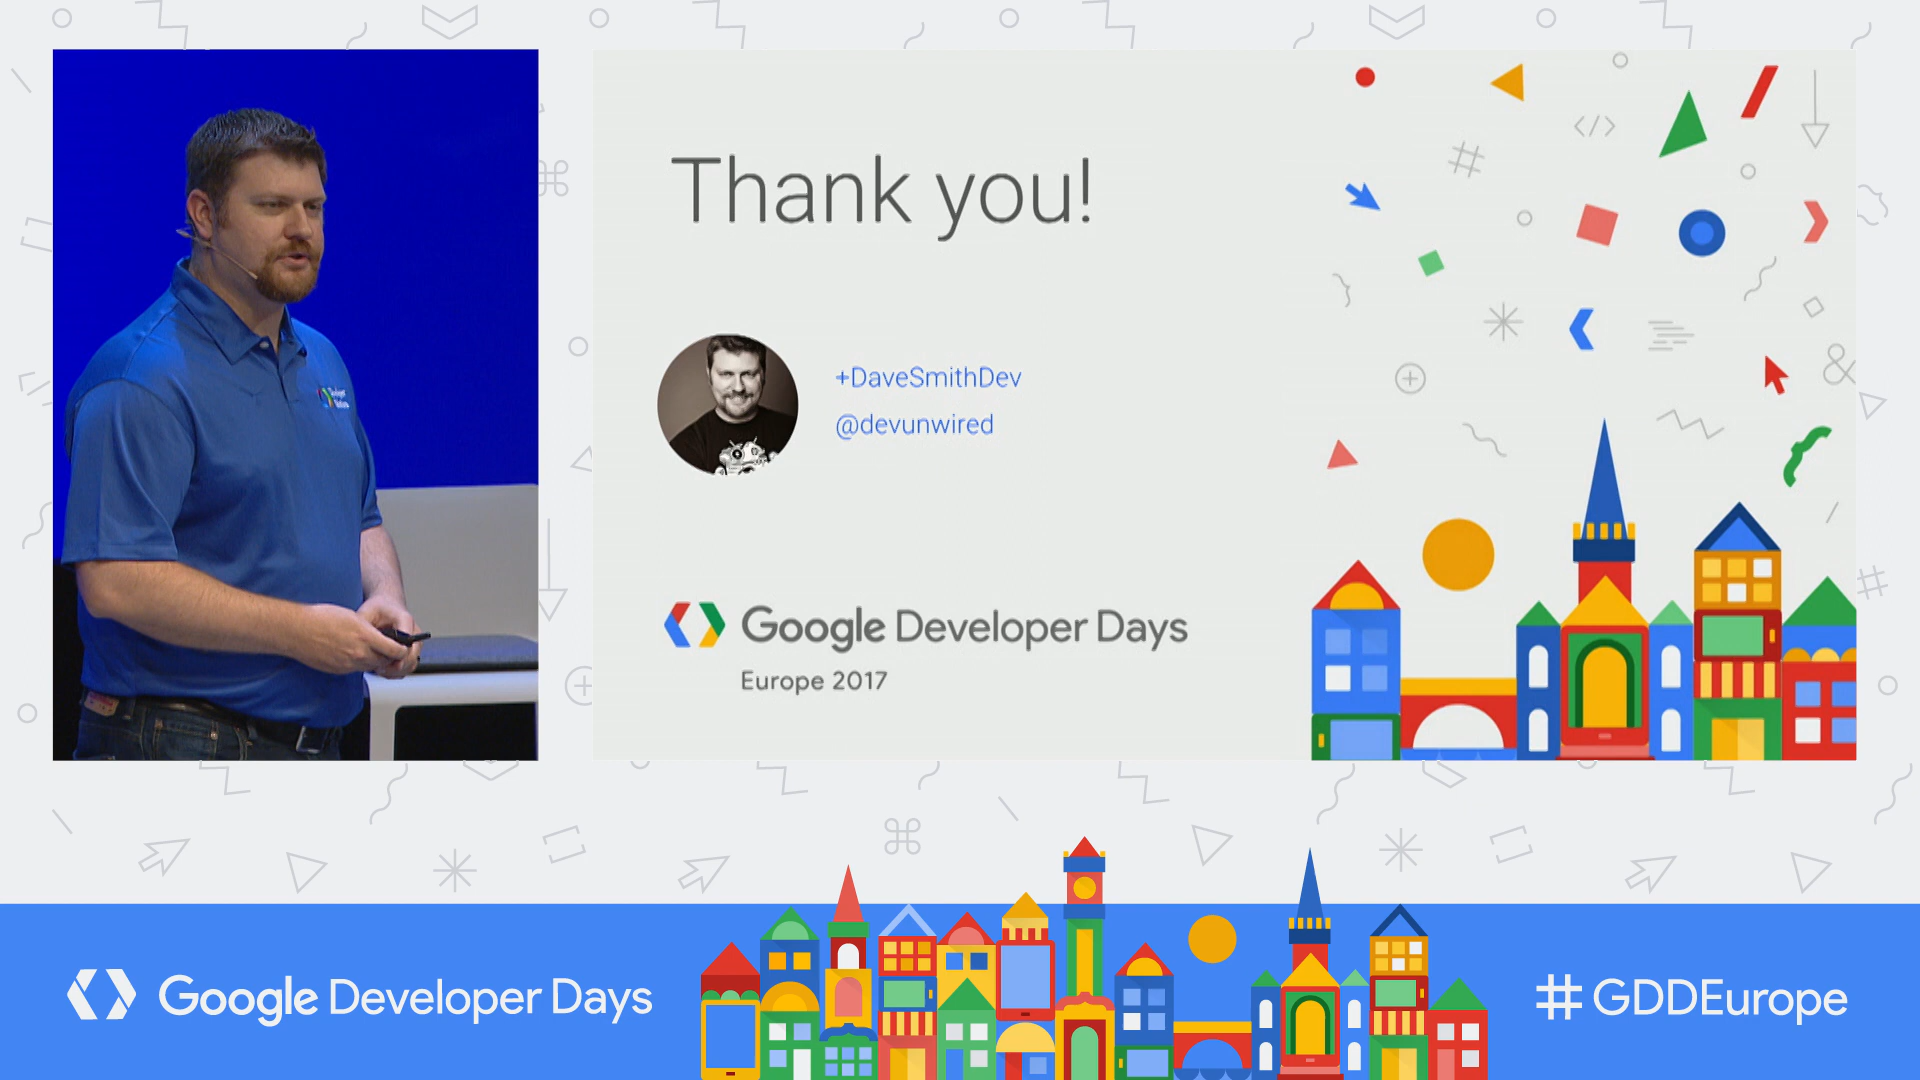 Thank you!
+DaveSmithDev
@devunwired
Google Developer Days
Europe 2017
</>
#
&
Google Developer Days
#GDDEurope